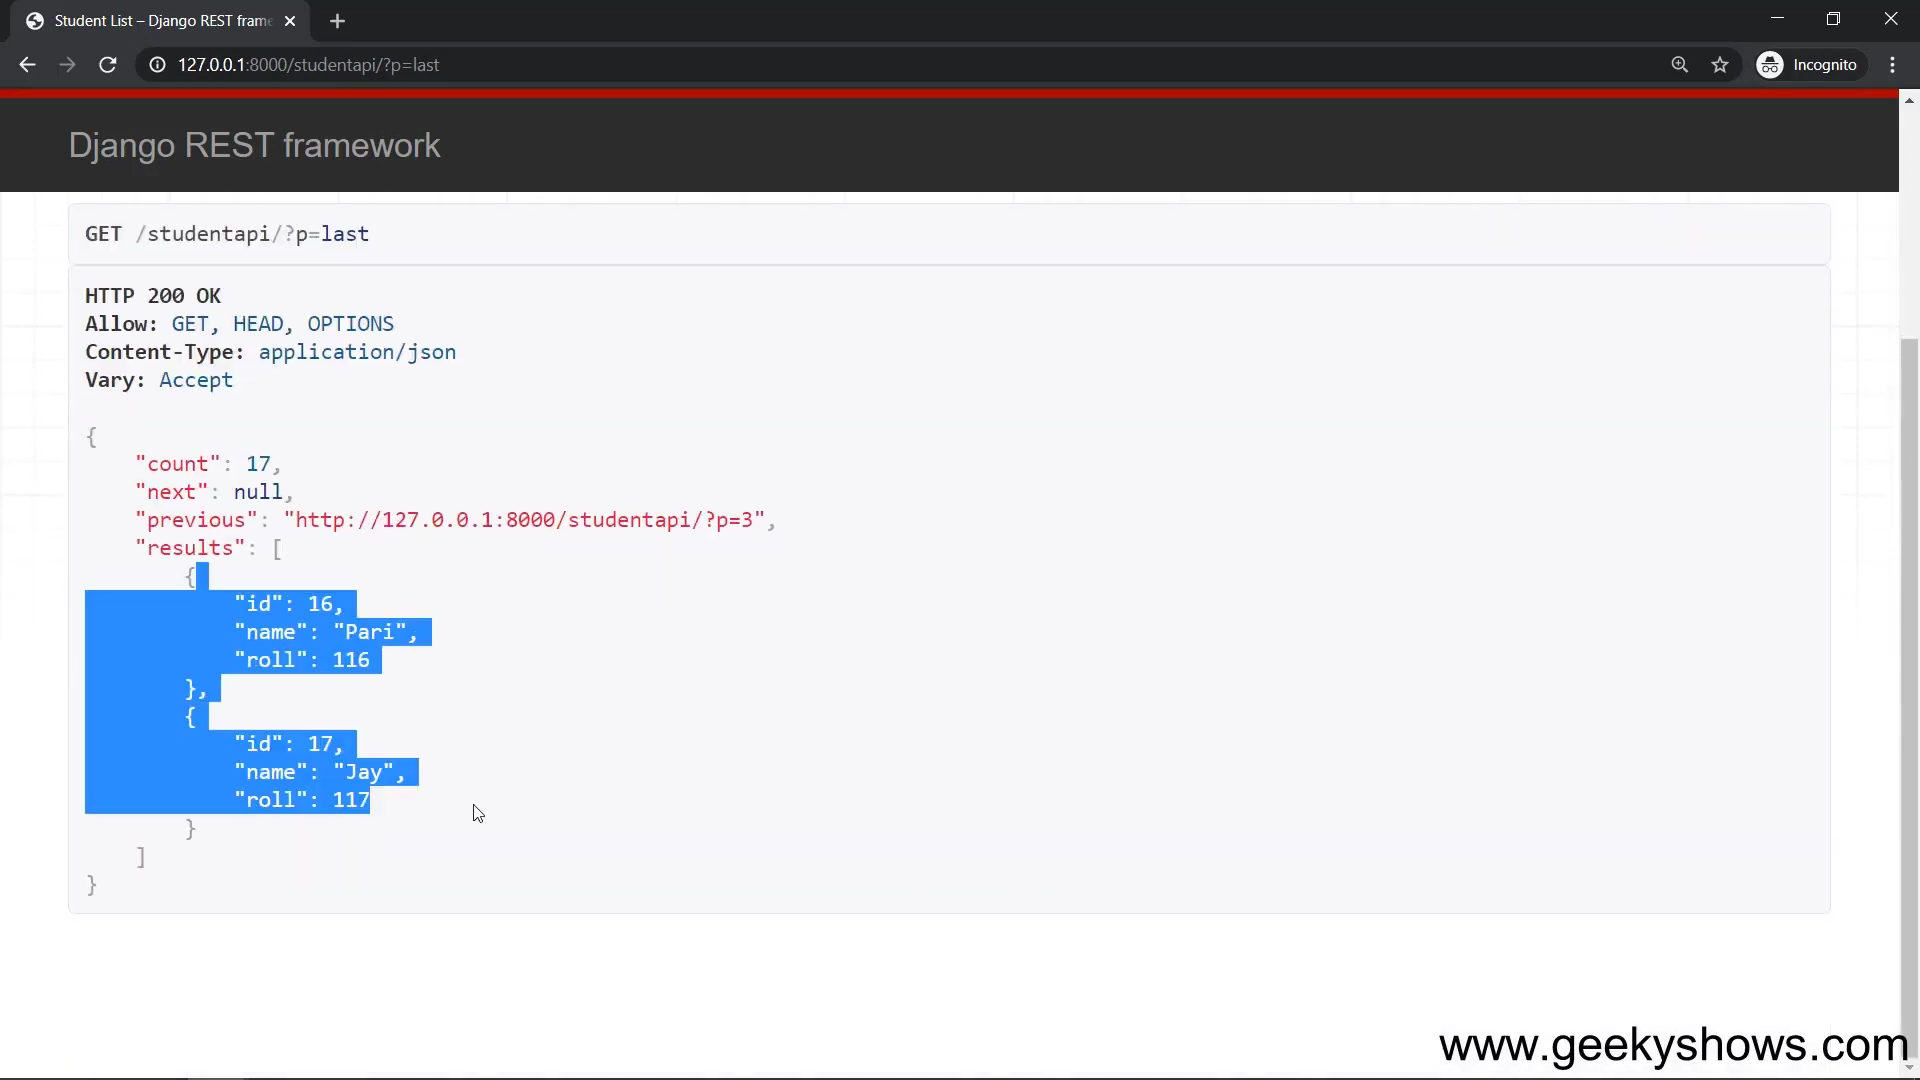 Student List – Django REST fram
127.0.0.1:8000/studentapi/?p=last
Incognito
Django REST framework
GET /studentapi/?p=last
HTTP 200 OK
Allow: GET, HEAD, OPTIONS
Content-Type: application/json
Vary: Accept
{
"count": 17,
"next": null,
"previous": "http://127.0.0.1:8000/studentapi/?p=3",
"results": [
{
"id": 16,
"name": "Pari",
"roll": 116
},
{
"id": 17,
"name": "Jay",
"roll": 117
}
]
}
www.geekyshows.com